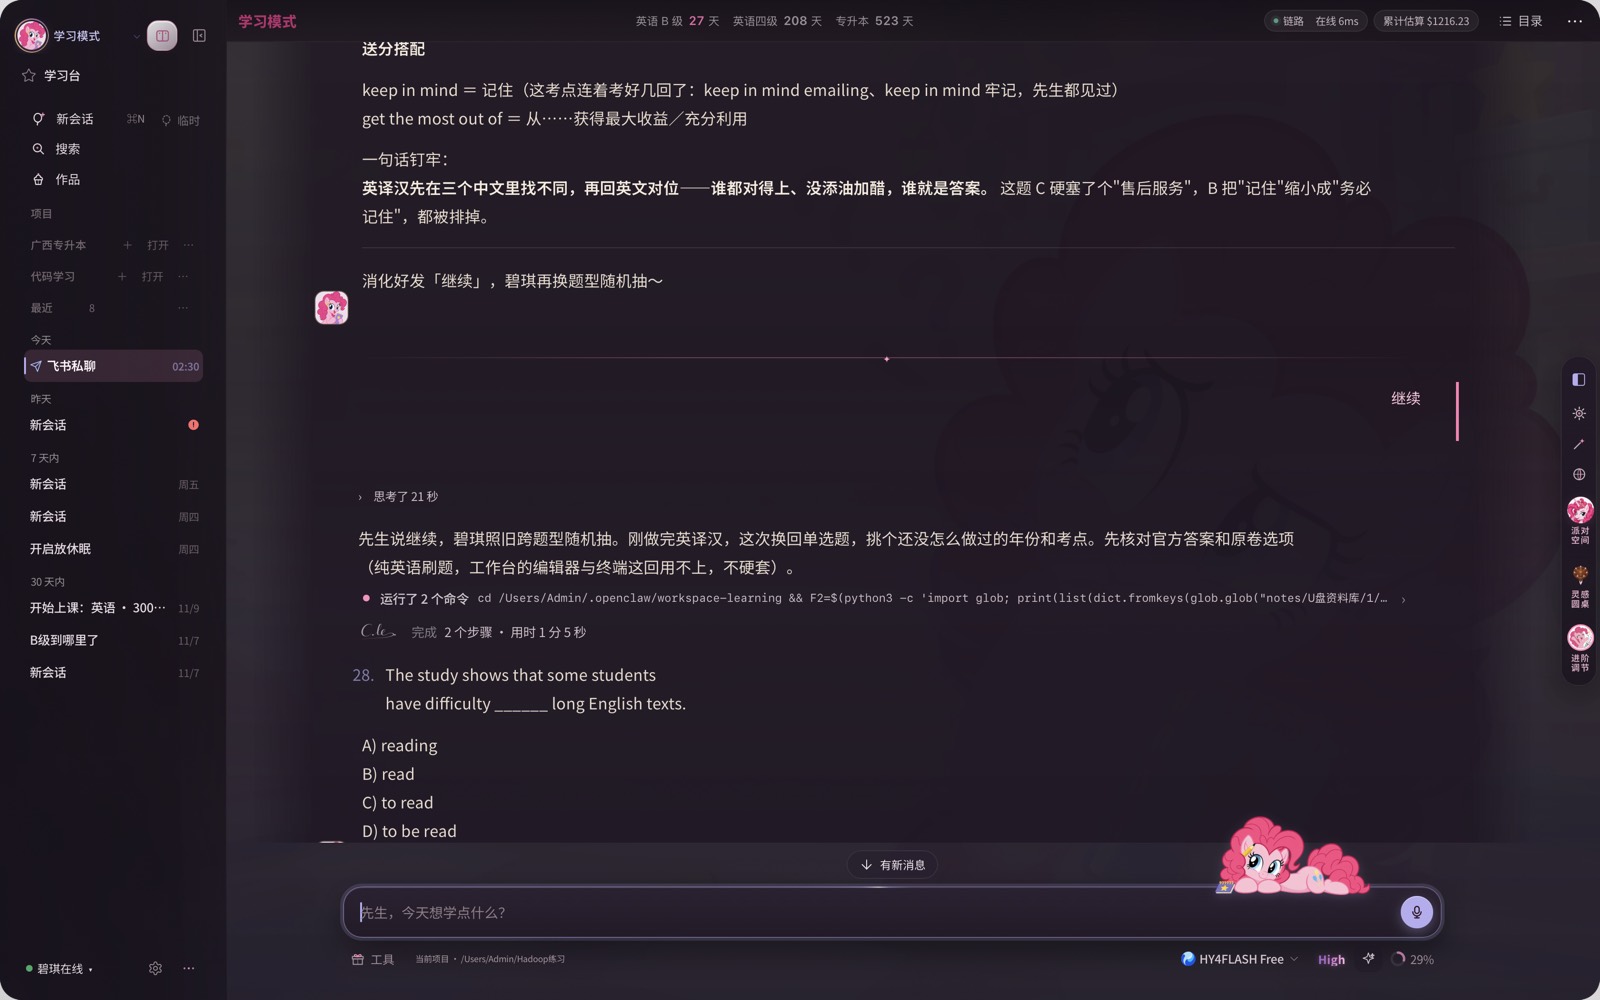 学习模式
学习台
新会话 ⌘N 临时
搜索
作品
项目
广西专升本 + 打开 ···
代码学习 + 打开 ···
最近 8 ···
今天
飞书私聊 02:30
昨天
新会话
7 天内
新会话 周五
新会话 周四
开启放休眠 周四
30 天内
开始上课：英语 · 300··· 11/9
B级到哪里了 11/7
新会话 11/7
碧琪在线
学习模式
英语 B 级 27 天 英语四级 208 天 专升本 523 天
链路 在线 6ms
累计估算 $1216.23
目录
送分搭配
keep in mind ＝ 记住（这考点连着考好几回了：keep in mind emailing、keep in mind 牢记，先生都见过）
get the most out of ＝ 从……获得最大收益／充分利用
一句话钉牢：
英译汉先在三个中文里找不同，再回英文对位——谁都对得上、没添油加醋，谁就是答案。 这题 C 硬塞了个"售后服务"，B 把"记住"缩小成"务必
记住"，都被排掉。
消化好发「继续」，碧琪再换题型随机抽～
继续
思考了 21 秒
先生说继续，碧琪照旧跨题型随机抽。刚做完英译汉，这次换回单选题，挑个还没怎么做过的年份和考点。先核对官方答案和原卷选项
（纯英语刷题，工作台的编辑器与终端这回用不上，不硬套）。
运行了 2 个命令 cd /Users/Admin/.openclaw/workspace-learning && F2=$(python3 -c 'import glob; print(list(dict.fromkeys(glob.glob("notes/U盘资料库/1/…
完成 2 个步骤 · 用时 1 分 5 秒
28. The study shows that some students
have difficulty ______ long English texts.
A) reading
B) read
C) to read
D) to be read
有新消息
先生，今天想学点什么？
工具 当前项目 · /Users/Admin/Hadoop练习
HY4FLASH Free High 29%
派对
空间
灵感
圆桌
进阶
调节